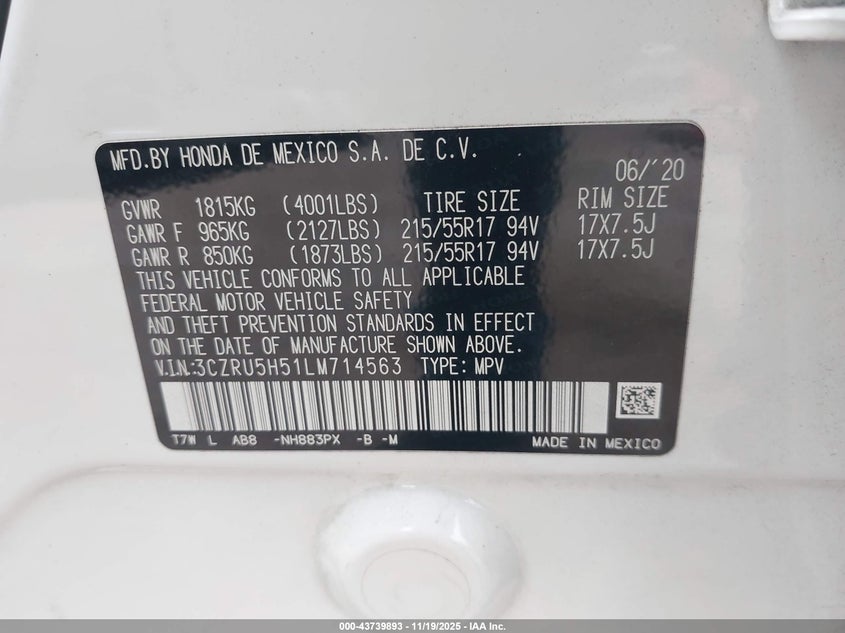 MFD.BY HONDA DE MEXICO S.A. DE C.V. 06/'20
GVWR 1815KG (4001LBS) TIRE SIZE RIM SIZE
GAWR F 965KG (2127LBS) 215/55R17 94V 17X7.5J
GAWR R 850KG (1873LBS) 215/55R17 94V 17X7.5J
THIS VEHICLE CONFORMS TO ALL APPLICABLE
FEDERAL MOTOR VEHICLE SAFETY
AND THEFT PREVENTION STANDARDS IN EFFECT
ON THE DATE OF MANUFACTURE SHOWN ABOVE.
V.I.N.:3CZRU5H51LM714563 TYPE: MPV
T7W L AB8 -NH883PX -B -M MADE IN MEXICO
000-43739893 - 11/19/2025 - IAA Inc.